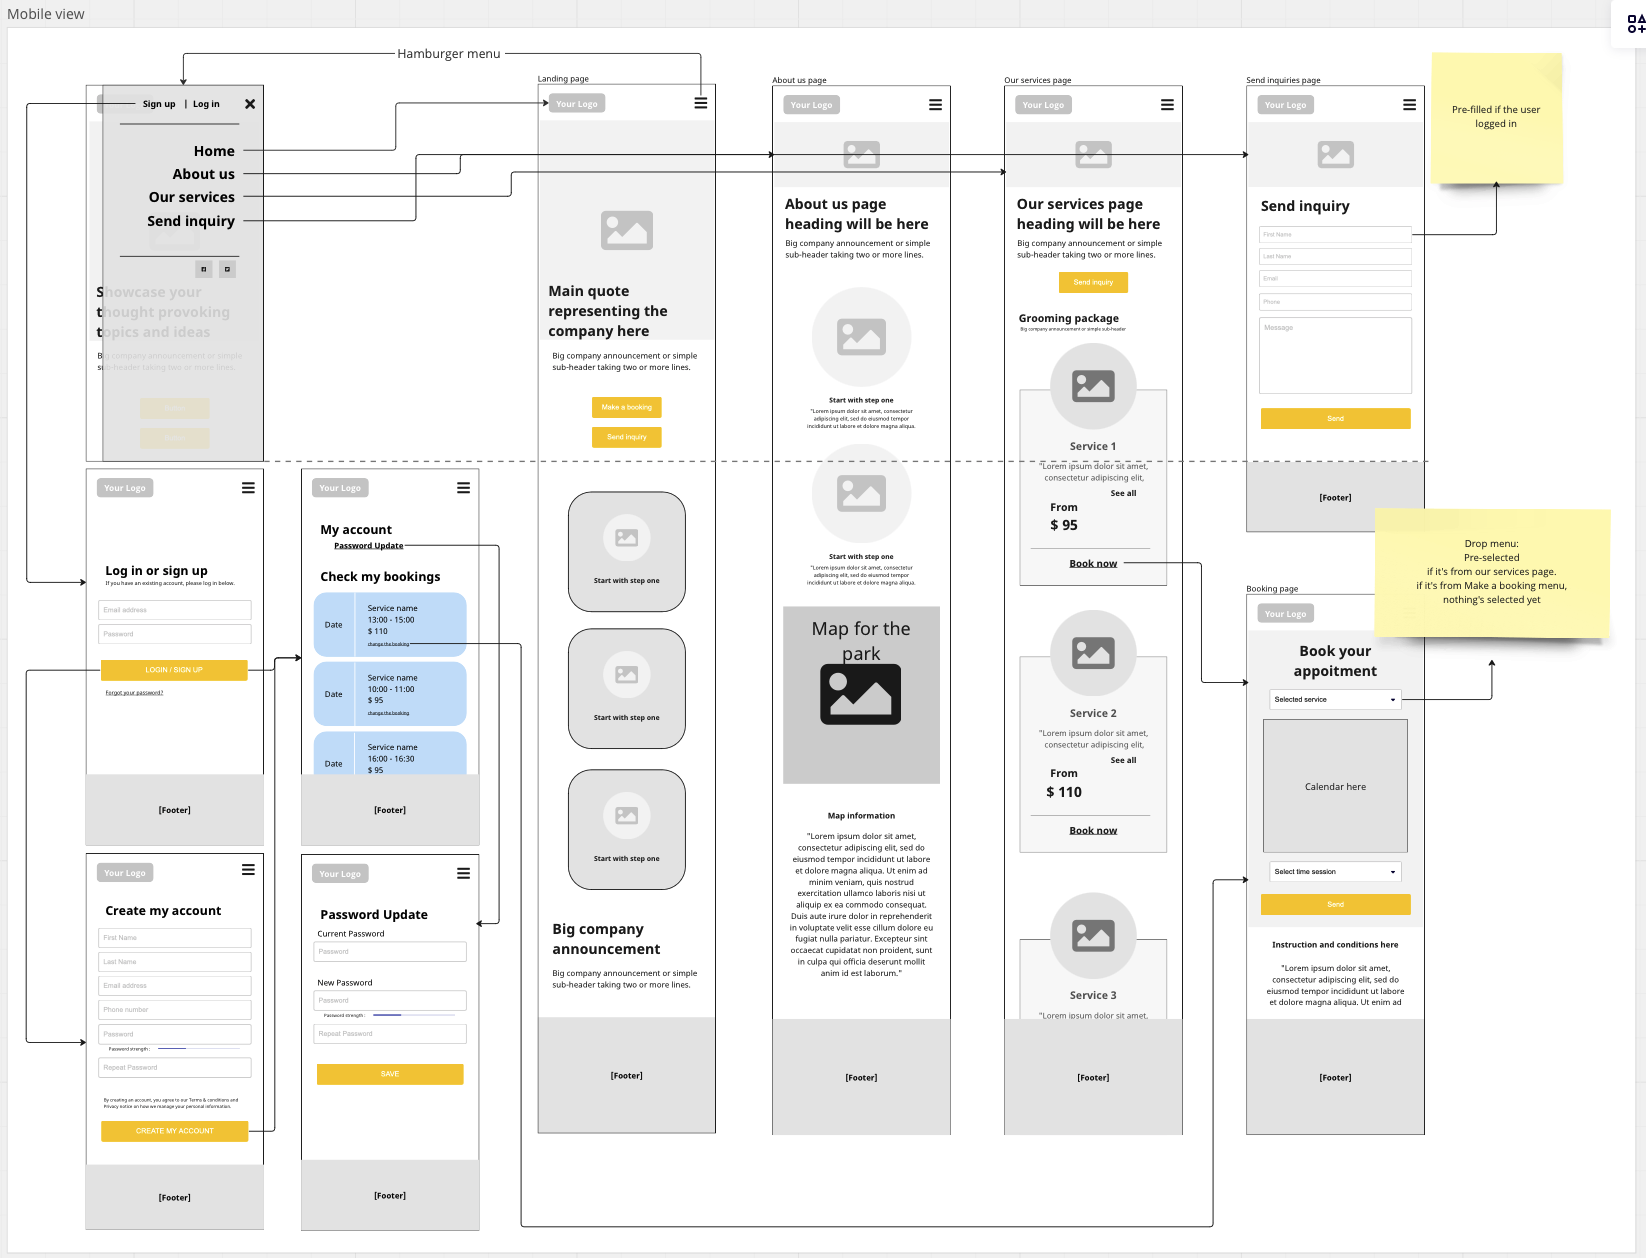 Mobile view
Hamburger menu
Sign up | Log in
Home
About us
Our services
Send inquiry
Showcase your
thought provoking
topics and ideas
Big company announcement or simple
sub-header taking two or more lines.
Landing page
Your Logo
Main quote
representing the
company here
Big company announcement or simple
sub-header taking two or more lines.
Make a booking
Send inquiry
Start with step one
Start with step one
Start with step one
Big company
announcement
Big company announcement or simple
sub-header taking two or more lines.
[Footer]
About us page
Your Logo
About us page
heading will be here
Big company announcement or simple
sub-header taking two or more lines.
Start with step one
"Lorem ipsum dolor sit amet, consectetur
adipiscing elit, sed do eiusmod tempor
incididunt ut labore et dolore magna aliqua.
Start with step one
"Lorem ipsum dolor sit amet, consectetur
adipiscing elit, sed do eiusmod tempor
incididunt ut labore et dolore magna aliqua.
Map for the
park
Map information
"Lorem ipsum dolor sit amet,
consectetur adipiscing elit, sed do
eiusmod tempor incididunt ut labore
et dolore magna aliqua. Ut enim ad
minim veniam, quis nostrud
exercitation ullamco laboris nisi ut
aliquip ex ea commodo consequat.
Duis aute irure dolor in reprehenderit
in voluptate velit esse cillum dolore eu
fugiat nulla pariatur. Excepteur sint
occaecat cupidatat non proident, sunt
in culpa qui officia deserunt mollit
anim id est laborum."
[Footer]
Our services page
Your Logo
Our services page
heading will be here
Big company announcement or simple
sub-header taking two or more lines.
Send inquiry
Grooming package
Big company announcement or simple sub-header
Service 1
"Lorem ipsum dolor sit amet,
consectetur adipiscing elit,
See all
From
$ 95
Book now
Service 2
"Lorem ipsum dolor sit amet,
consectetur adipiscing elit,
See all
From
$ 110
Book now
Service 3
"Lorem ipsum dolor sit amet,
[Footer]
Send inquiries page
Your Logo
Send inquiry
First Name
Last Name
Email
Phone
Message
Send
[Footer]
Pre-filled if the user
logged in
Drop menu:
Pre-selected
if it's from our services page.
if it's from Make a booking menu,
nothing's selected yet
Booking page
Your Logo
Book your
appoitment
Selected service
Calendar here
Select time session
Send
Instruction and conditions here
"Lorem ipsum dolor sit amet,
consectetur adipiscing elit, sed do
eiusmod tempor incididunt ut labore
et dolore magna aliqua. Ut enim ad
[Footer]
Your Logo
Log in or sign up
If you have an existing account, please log in below.
Email address
Password
LOGIN / SIGN UP
Forgot your password?
[Footer]
Your Logo
My account
Password Update
Check my bookings
Date
Service name
13:00 - 15:00
$ 110
change the booking
Date
Service name
10:00 - 11:00
$ 95
change the booking
Date
Service name
16:00 - 16:30
$ 95
[Footer]
Your Logo
Create my account
First Name
Last Name
Email address
Phone number
Password
Password strength :
Repeat Password
By creating an account, you agree to our Terms & conditions and
Privacy notice on how we manage your personal information.
CREATE MY ACCOUNT
[Footer]
Your Logo
Password Update
Current Password
Password
New Password
Password
Password strength :
Repeat Password
SAVE
[Footer]